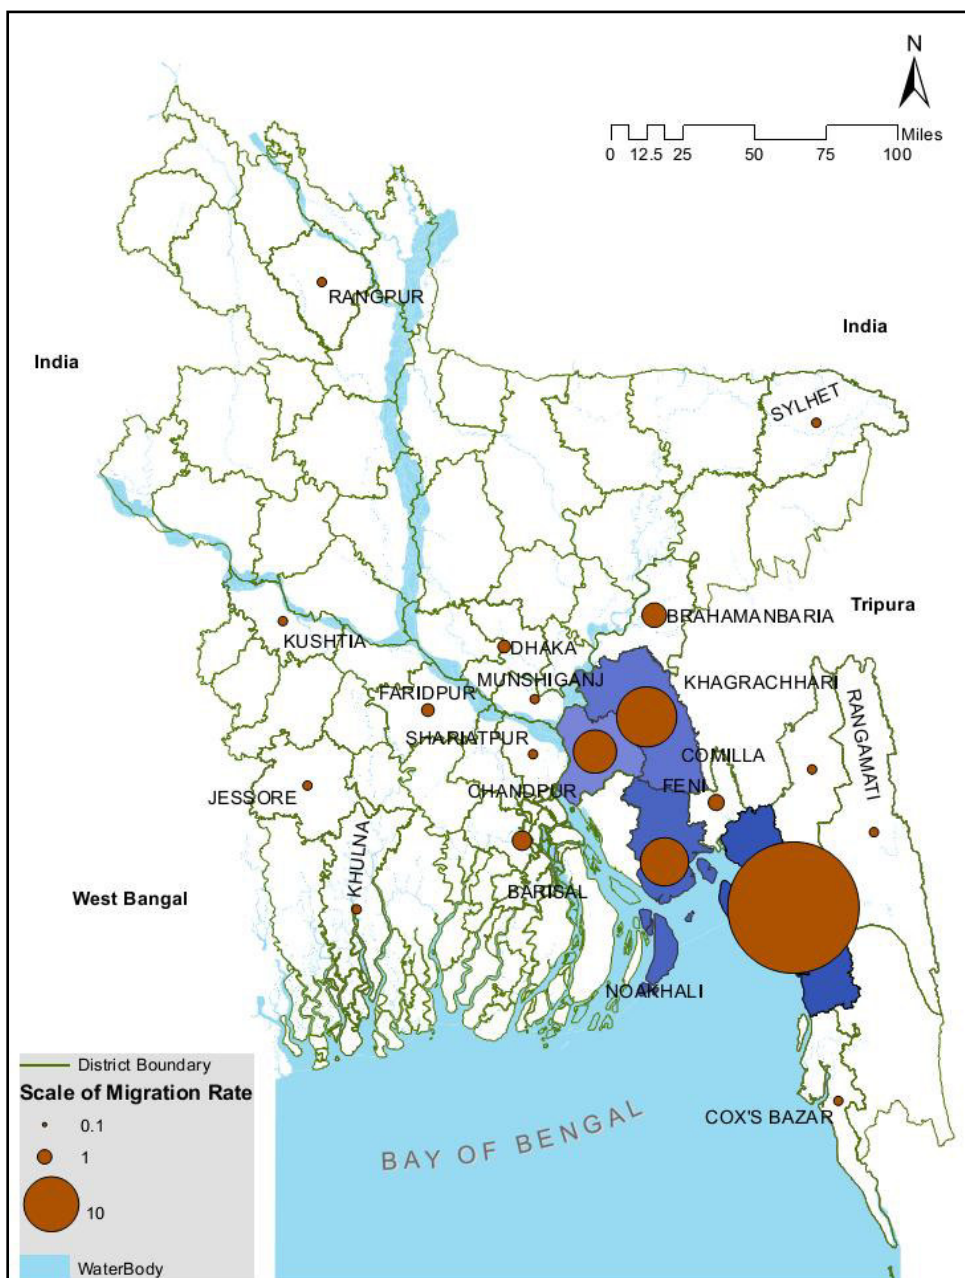 N
Miles
0 12.5 25 50 75 100
RANGPUR
India
India
SYLHET
Tripura
BRAHAMANBARIA
KUSHTIA
DHAKA
MUNSHIGANJ
KHAGRACHHARI
FARIDPUR
RANGAMATI
SHARIATPUR
COMILLA
FENI
CHANDPUR
JESSORE
KHULNA
BARISAL
West Bangal
NOAKHALI
COX'S BAZAR
BAY OF BENGAL
District Boundary
Scale of Migration Rate
0.1
1
10
WaterBody